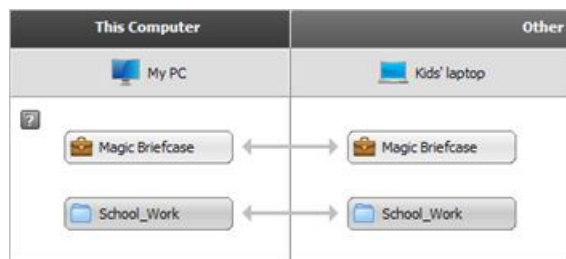 This Computer Other
My PC Kids' laptop
?
Magic Briefcase Magic Briefcase
School_Work School_Work